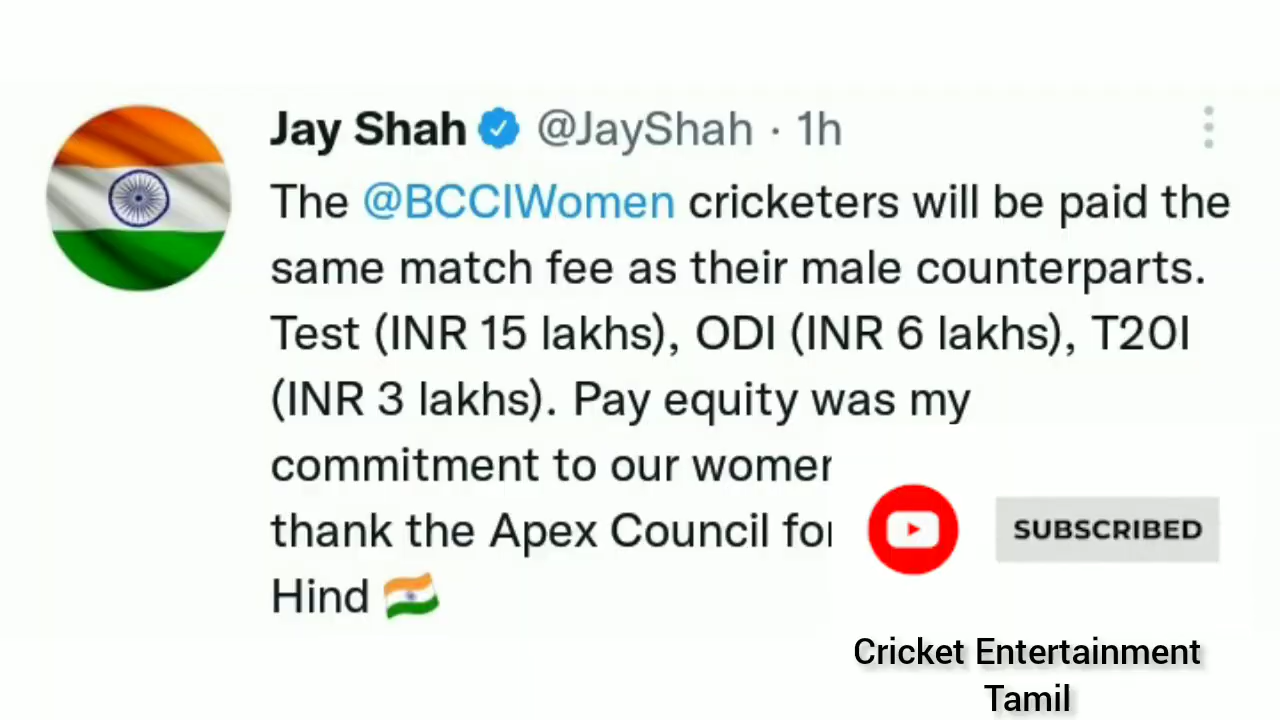 Jay Shah @JayShah · 1h
The @BCCIWomen cricketers will be paid the
same match fee as their male counterparts.
Test (INR 15 lakhs), ODI (INR 6 lakhs), T20I
(INR 3 lakhs). Pay equity was my
commitment to our
thank the Apex Council
Hind
SUBSCRIBED
Cricket Entertainment
Tamil